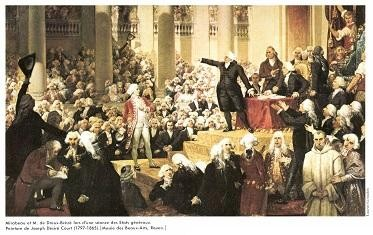 Mirabeau et M. de Dreux-Brézé lors d'une séance des États généraux.
Peinture de Joseph Désiré Court (1797-1865). [Musée des Beaux-Arts, Rouen.]